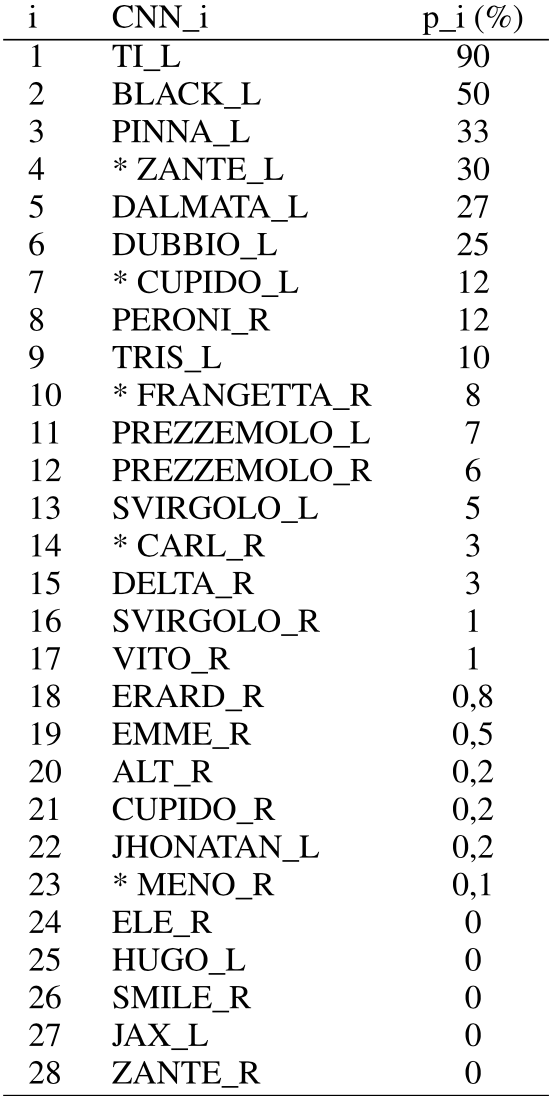 i CNN_i p_i (%)
1 TI_L 90
2 BLACK_L 50
3 PINNA_L 33
4 * ZANTE_L 30
5 DALMATA_L 27
6 DUBBIO_L 25
7 * CUPIDO_L 12
8 PERONI_R 12
9 TRIS_L 10
10 * FRANGETTA_R 8
11 PREZZEMOLO_L 7
12 PREZZEMOLO_R 6
13 SVIRGOLO_L 5
14 * CARL_R 3
15 DELTA_R 3
16 SVIRGOLO_R 1
17 VITO_R 1
18 ERARD_R 0,8
19 EMME_R 0,5
20 ALT_R 0,2
21 CUPIDO_R 0,2
22 JHONATAN_L 0,2
23 * MENO_R 0,1
24 ELE_R 0
25 HUGO_L 0
26 SMILE_R 0
27 JAX_L 0
28 ZANTE_R 0